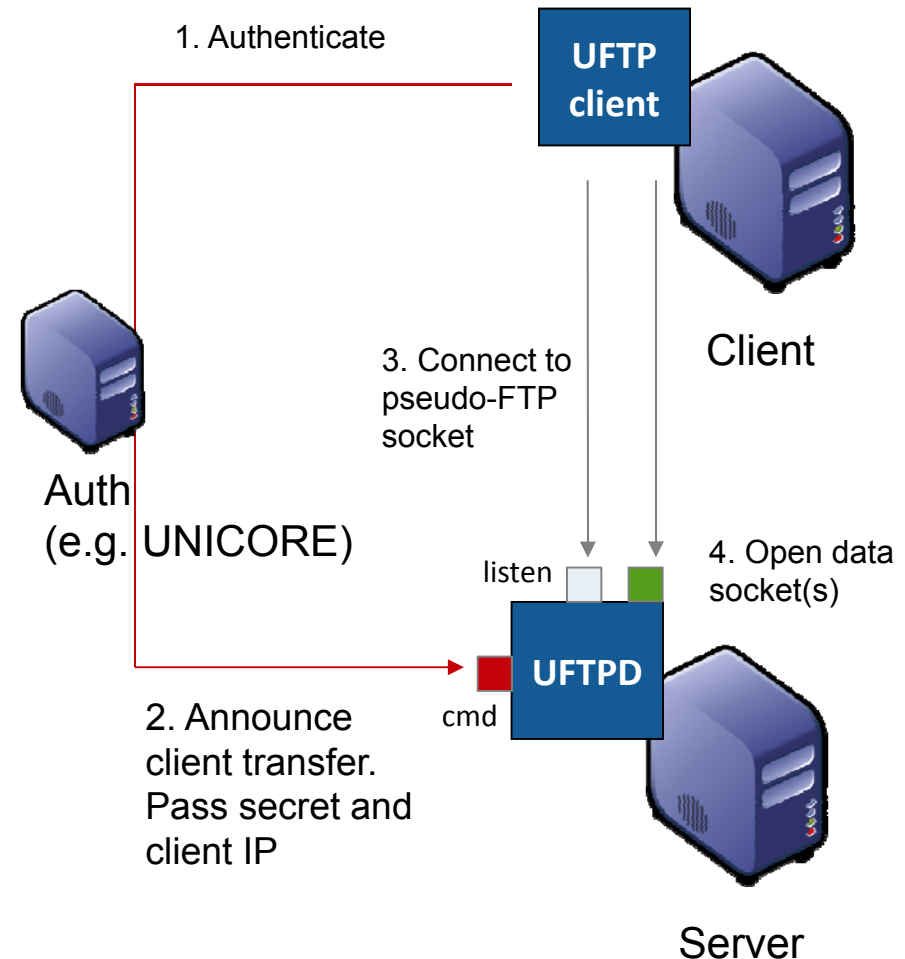 1. Authenticate
UFTP
client
Client
3. Connect to
pseudo-FTP
socket
Auth
(e.g. UNICORE)
listen
4. Open data
socket(s)
UFTPD
cmd
2. Announce
client transfer.
Pass secret and
client IP
Server